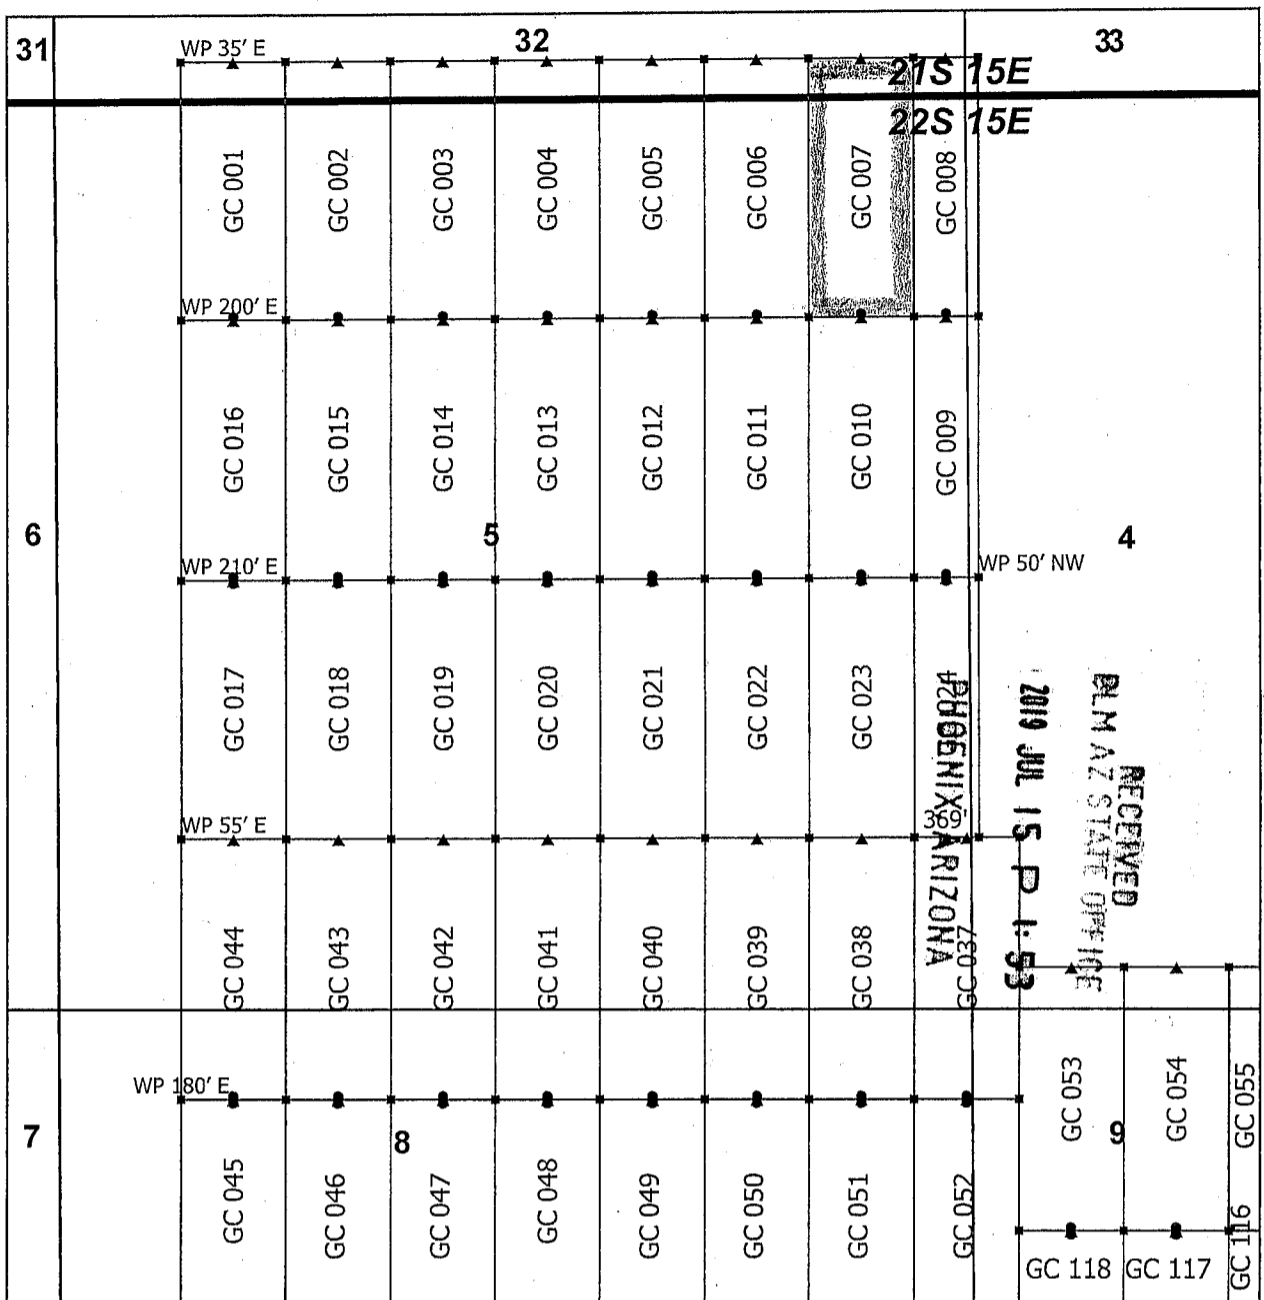 31
32
33
WP 35' E
21S 15E
22S 15E
GC 001
GC 002
GC 003
GC 004
GC 005
GC 006
GC 007
GC 008
WP 200' E
GC 016
GC 015
GC 014
GC 013
GC 012
GC 011
GC 010
GC 009
6
5
4
WP 210' E
WP 50' NW
GC 017
GC 018
GC 019
GC 020
GC 021
GC 022
GC 023
024
RECEIVED
BLM AZ STATE OFFICE
2019 JUL 15 P 1:53
PHOENIX ARIZONA
WP 55' E
369'
GC 044
GC 043
GC 042
GC 041
GC 040
GC 039
GC 038
GC 037
WP 180' E
7
8
9
GC 053
GC 054
GC 055
GC 045
GC 046
GC 047
GC 048
GC 049
GC 050
GC 051
GC 052
GC 118
GC 117
GC 116